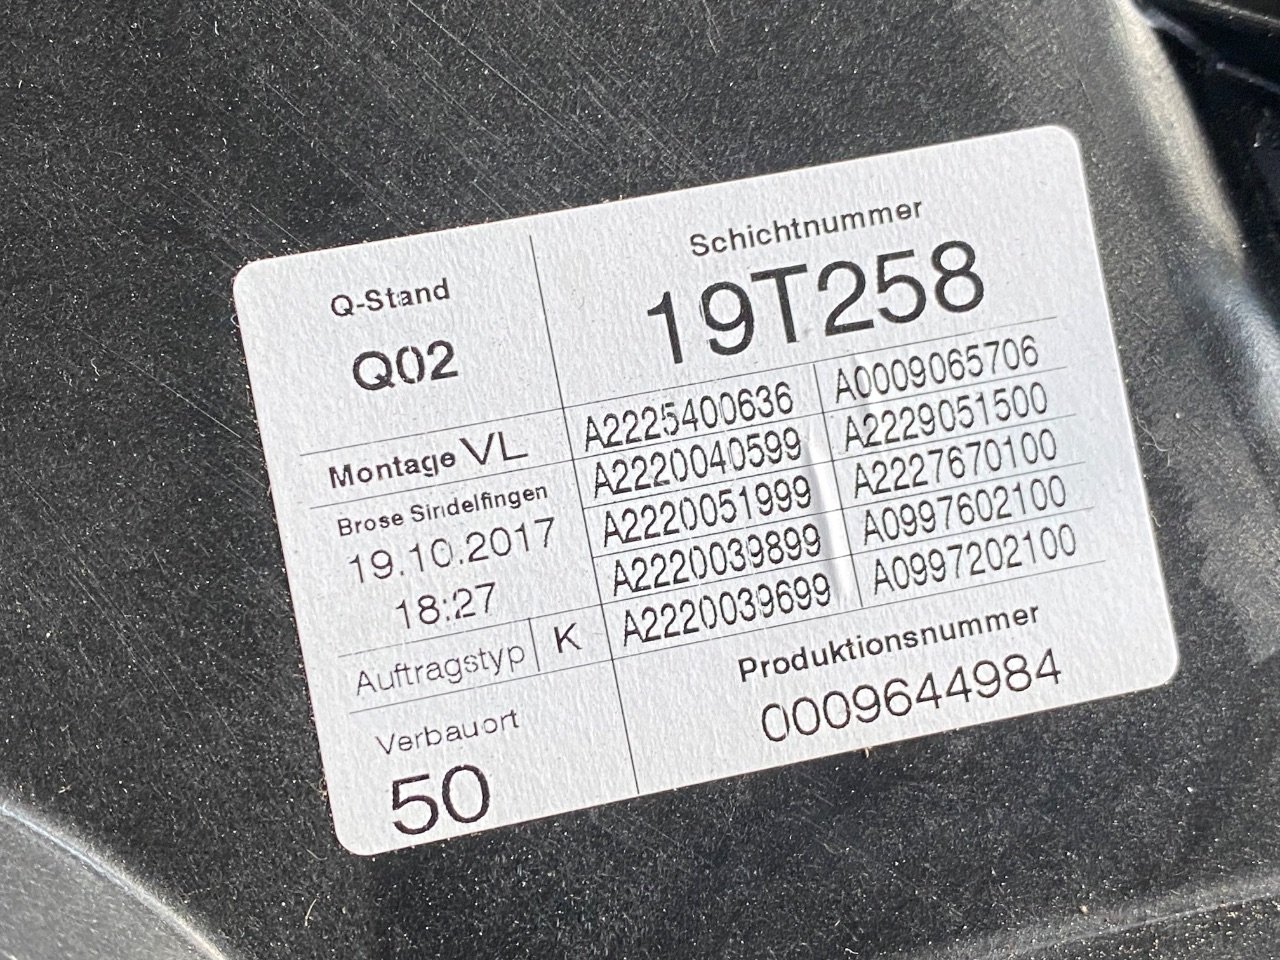 Q-Stand
Q02
Schichtnummer
19T258
Montage VL
Brose Sindelfingen
19.10.2017
18:27
Auftragstyp K
Verbauort
50
A2225400636 A0009065706
A2220040599 A2229051500
A2220051999 A2227670100
A2220039899 A0997602100
A2220039699 A0997202100
Produktionsnummer
0009644984